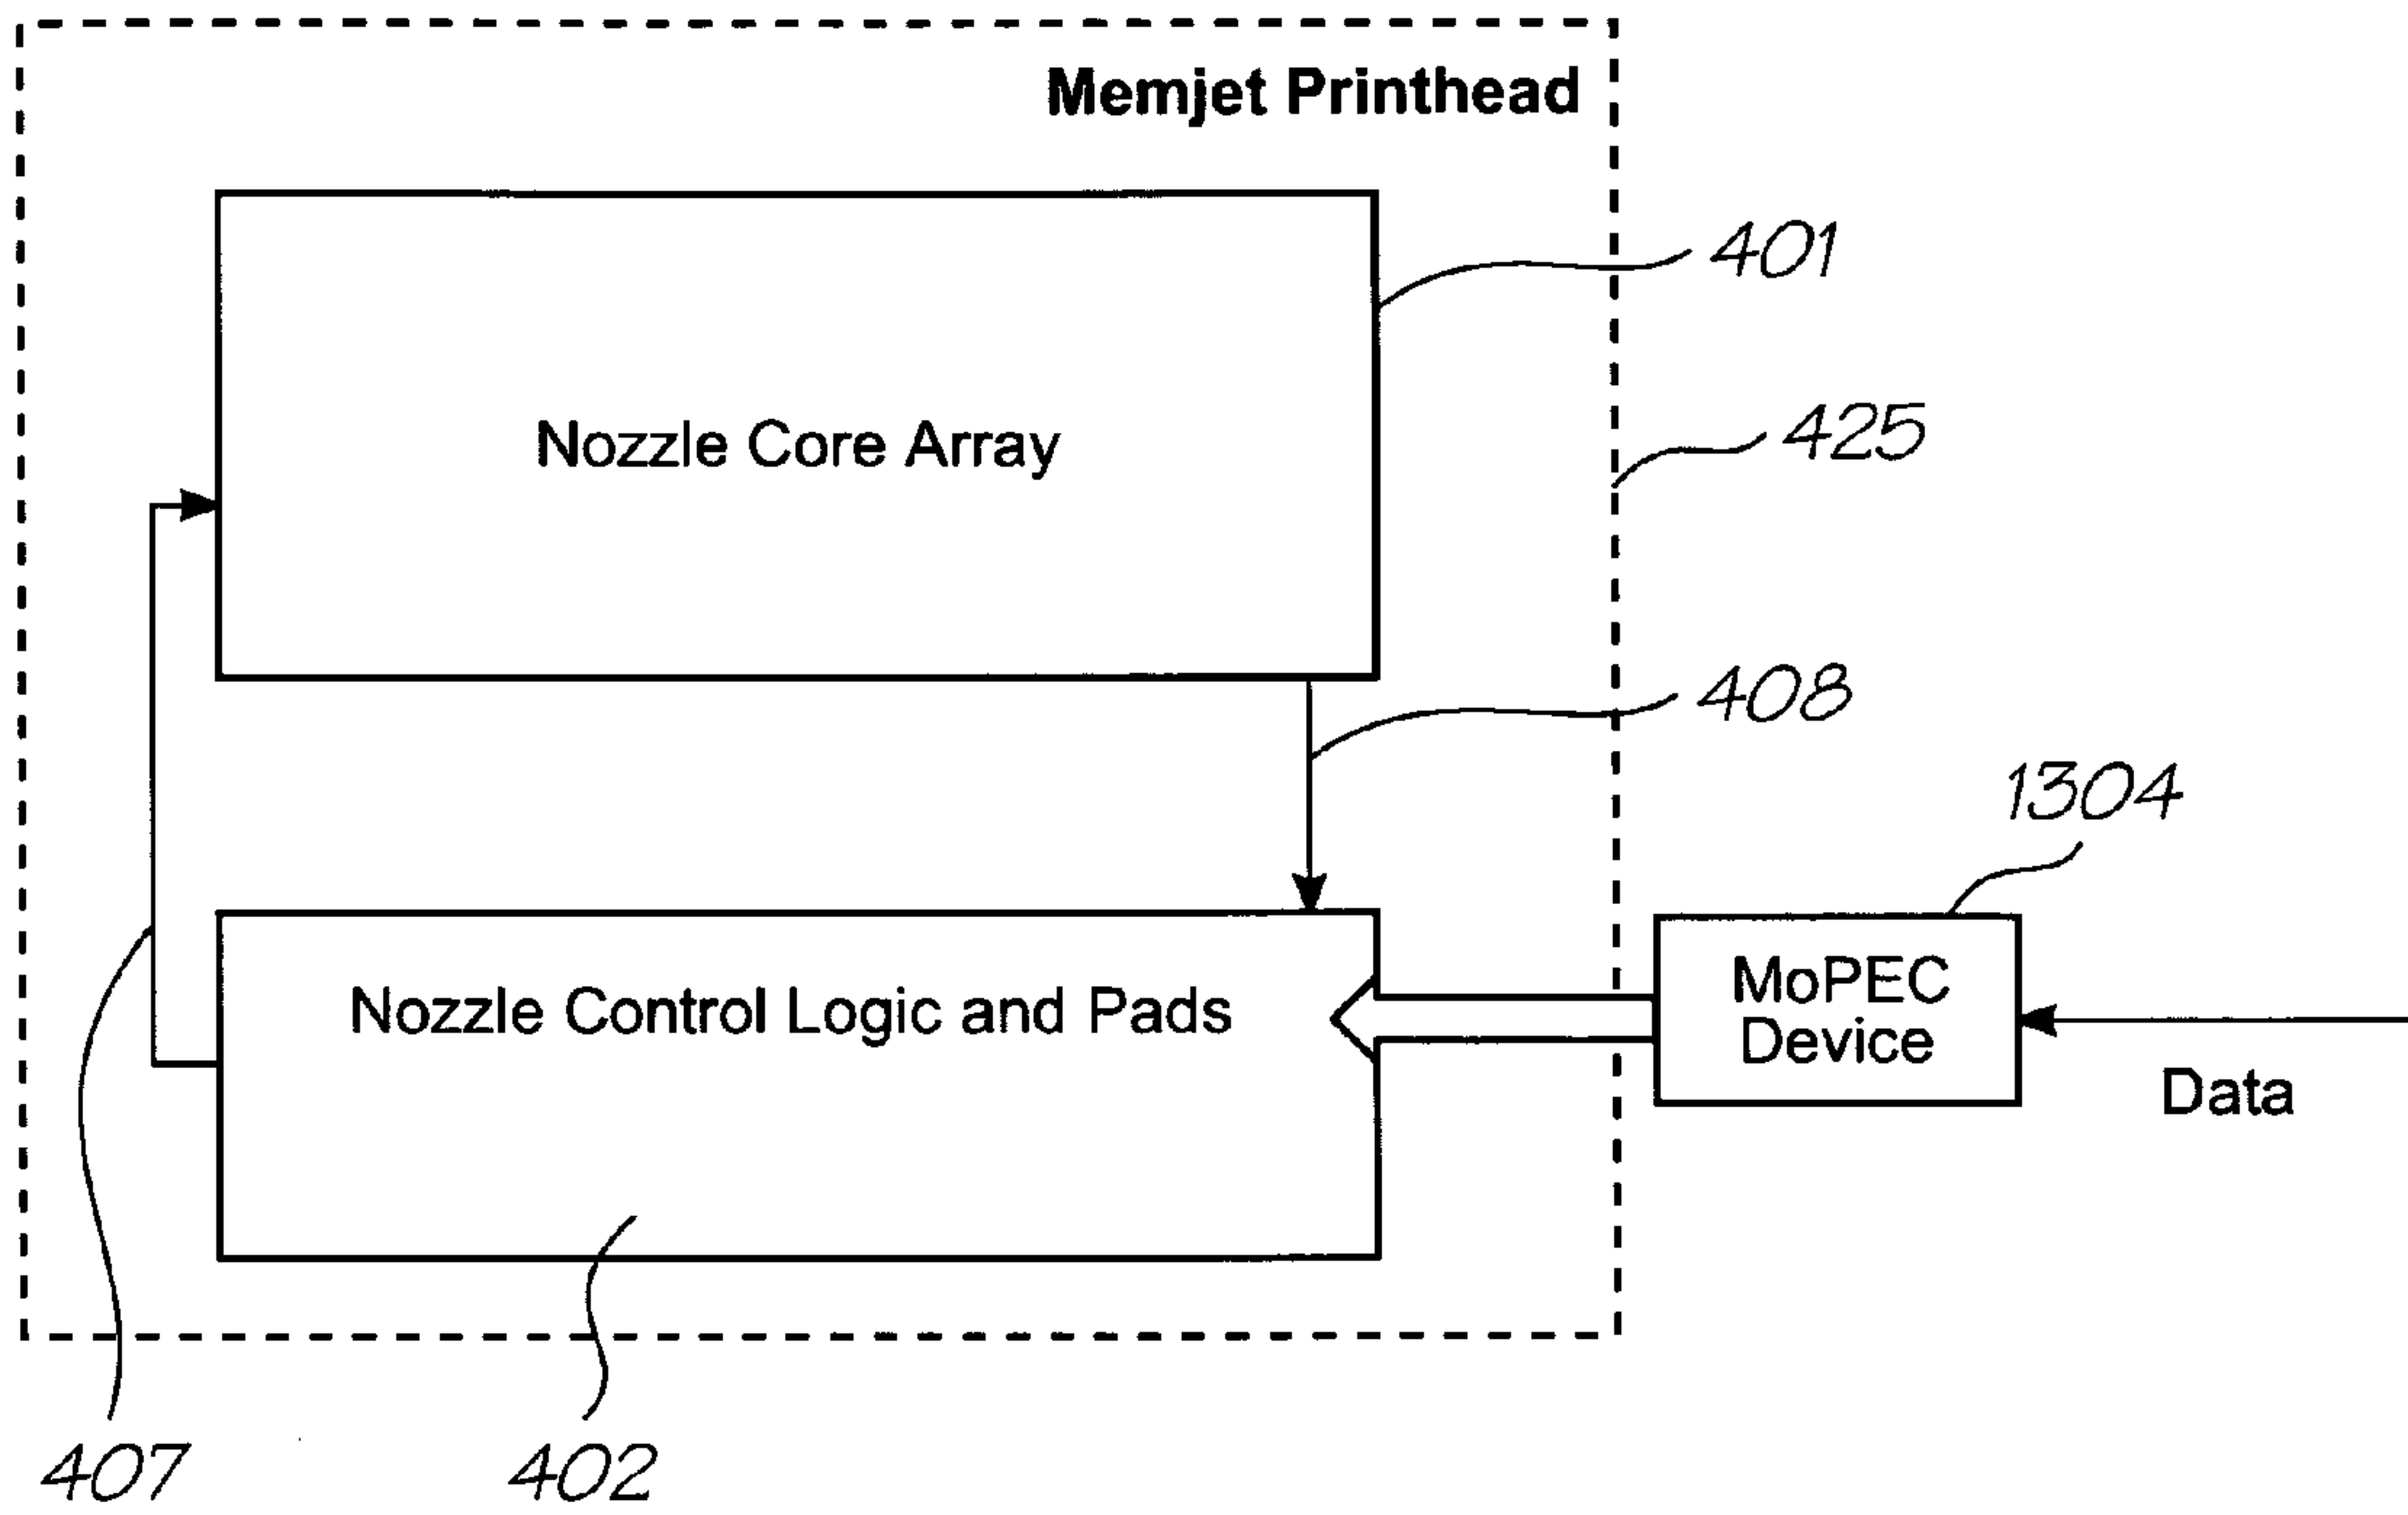 Memjet Printhead
401
Nozzle Core Array
425
408
1304
Nozzle Control Logic and Pads
MoPEC
Device
Data
407
402